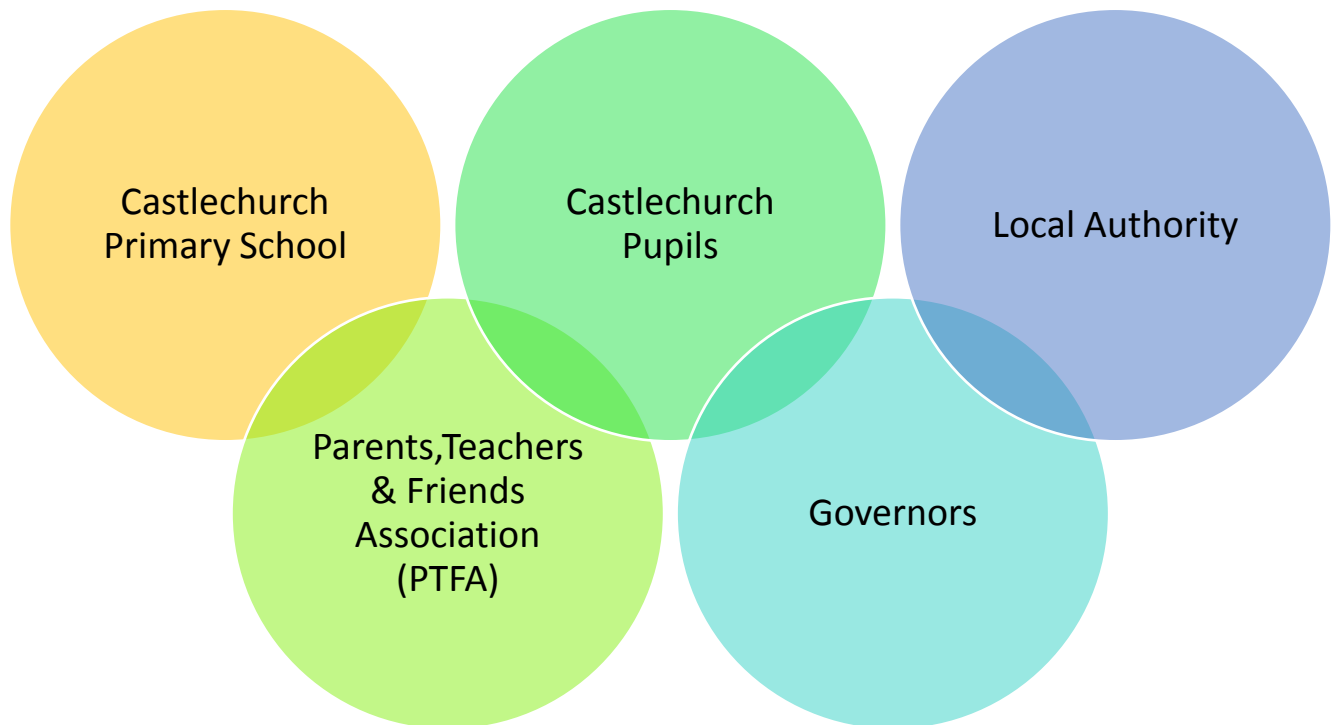 Castlechurch
Primary School
Castlechurch
Pupils
Local Authority
Parents,Teachers
& Friends
Association
(PTFA)
Governors